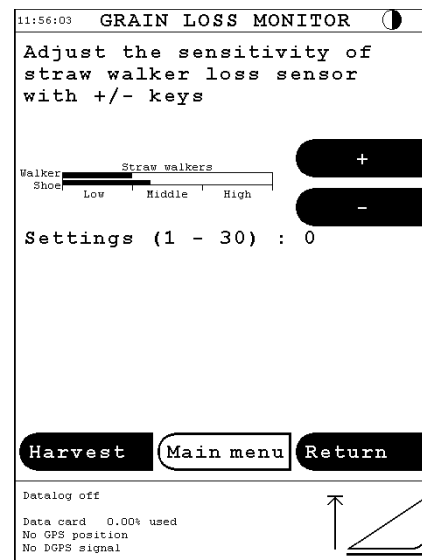 11:56:03 GRAIN LOSS MONITOR
Adjust the sensitivity of
straw walker loss sensor
with +/- keys
+
Straw walkers
Walker
Shoe
Low Middle High
-
Settings (1 - 30) : 0
Harvest Main menu Return
Datalog off
Data card 0.00% used
No GPS position
No DGPS signal